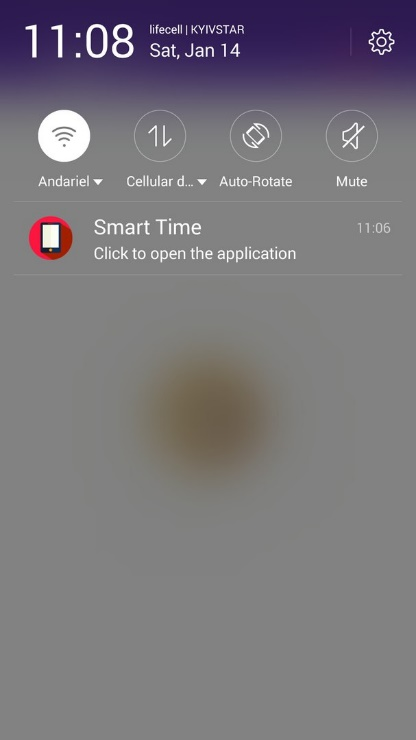 11:08
lifecell | KYIVSTAR
Sat, Jan 14
Andariel
Cellular d...
Auto-Rotate
Mute
Smart Time
11:06
Click to open the application